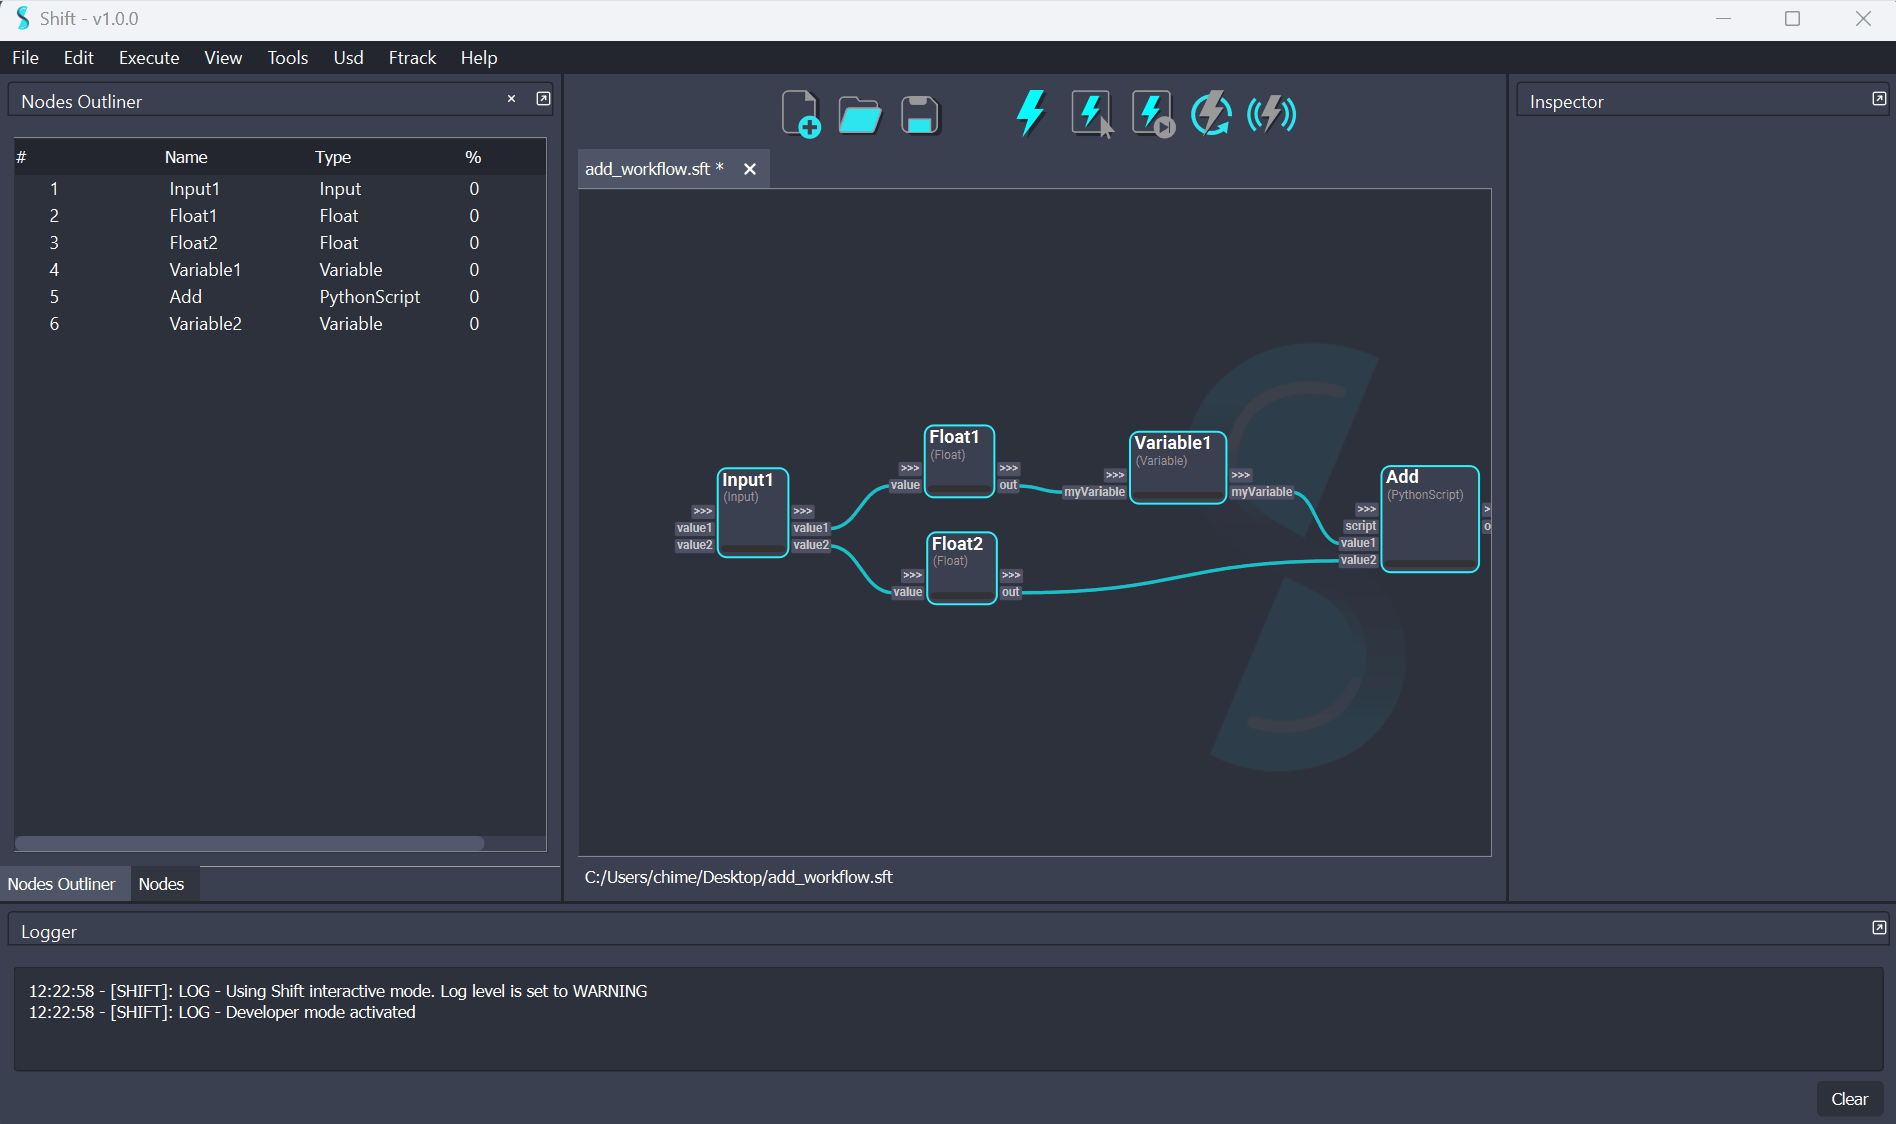 Shift - v1.0.0
File Edit Execute View Tools Usd Ftrack Help
Nodes Outliner
# Name Type %
1 Input1 Input 0
2 Float1 Float 0
3 Float2 Float 0
4 Variable1 Variable 0
5 Add PythonScript 0
6 Variable2 Variable 0
Nodes Outliner Nodes
add_workflow.sft *
Input1
(Input)
>>> >>>
value1 value1
value2 value2
Float1
(Float)
>>> >>>
value out
Float2
(Float)
>>> >>>
value out
Variable1
(Variable)
>>> >>>
myVariable myVariable
Add
(PythonScript)
>>>
script
value1
value2
C:/Users/chime/Desktop/add_workflow.sft
Inspector
Logger
12:22:58 - [SHIFT]: LOG - Using Shift interactive mode. Log level is set to WARNING
12:22:58 - [SHIFT]: LOG - Developer mode activated
Clear